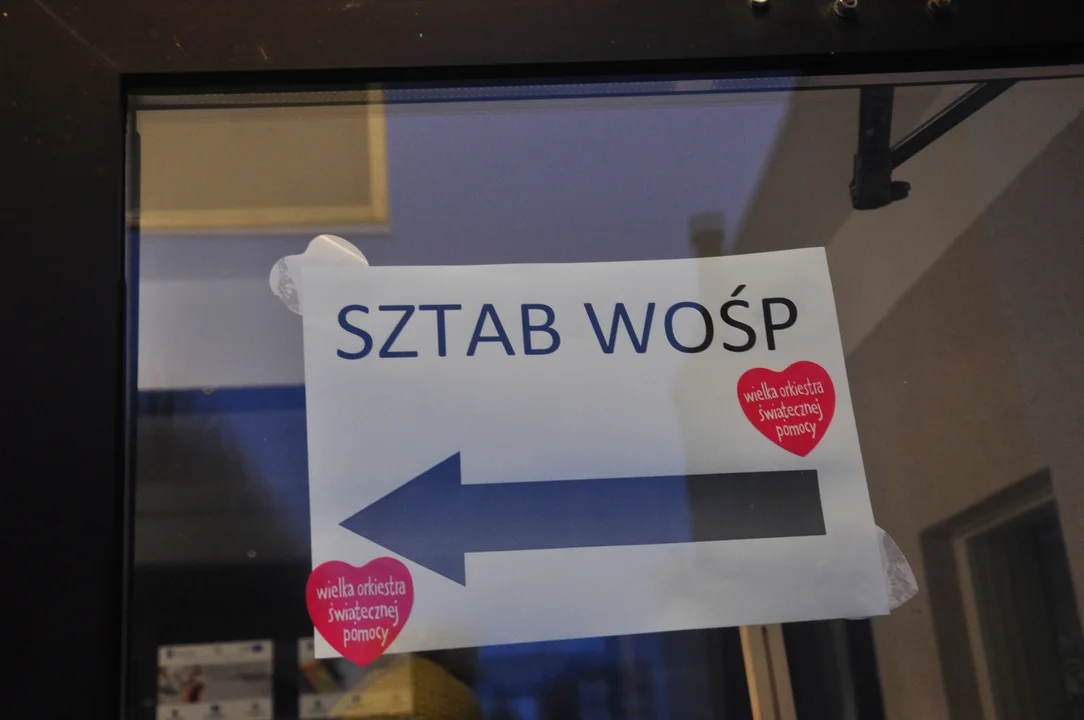 SZTAB WOŚP
wielka orkiestra
świątecznej
pomocy
wielka orkiestra
świątecznej
pomocy